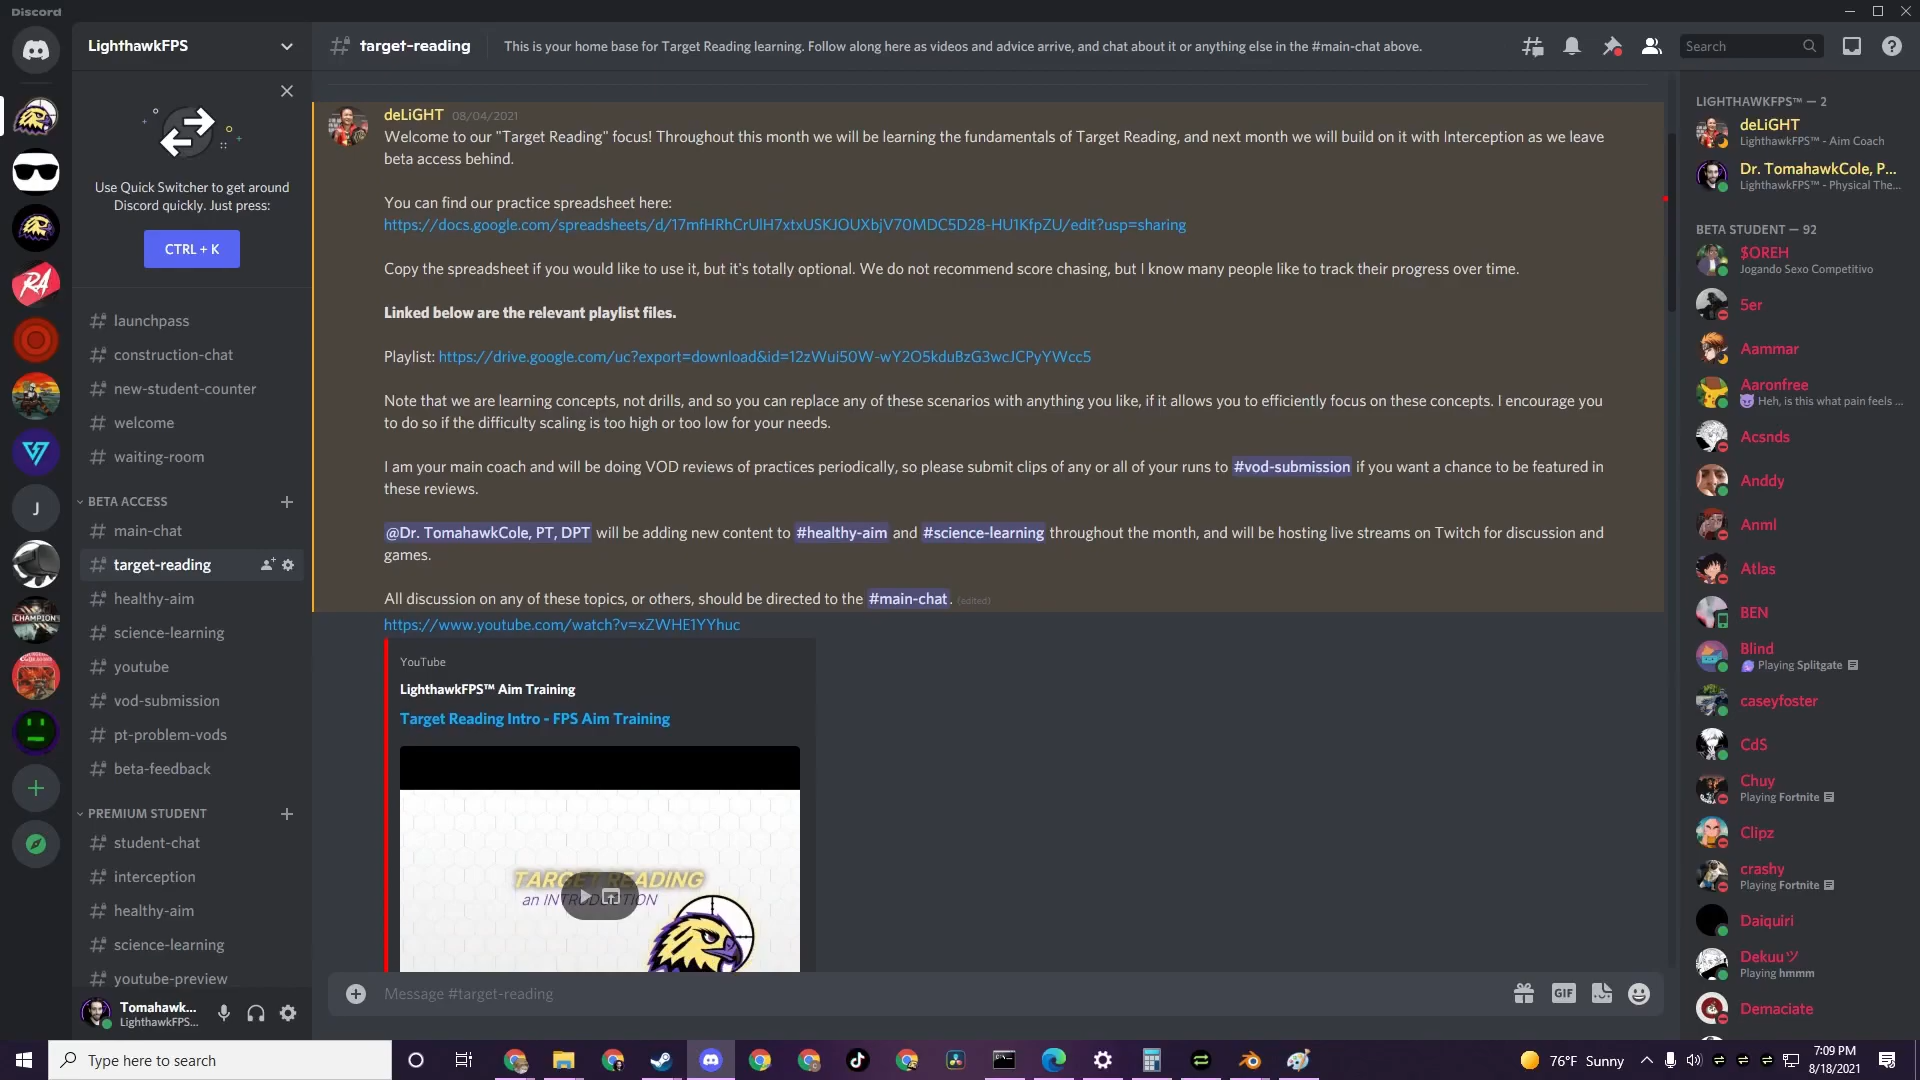 Discord
LighthawkFPS
target-reading
This is your home base for Target Reading learning. Follow along here as videos and advice arrive, and chat about it or anything else in the #main-chat above.
Search
Use Quick Switcher to get around
Discord quickly. Just press:
CTRL + K
launchpass
construction-chat
new-student-counter
welcome
waiting-room
BETA ACCESS
main-chat
target-reading
healthy-aim
science-learning
youtube
vod-submission
pt-problem-vods
beta-feedback
PREMIUM STUDENT
student-chat
interception
healthy-aim
science-learning
youtube-preview
Tomahawk...
LighthawkFPS...
RA
J
CHAMPION
deLiGHT 08/04/2021
Welcome to our "Target Reading" focus! Throughout this month we will be learning the fundamentals of Target Reading, and next month we will build on it with Interception as we leave
beta access behind.
You can find our practice spreadsheet here:
https://docs.google.com/spreadsheets/d/17mfHRhCrUlH7xtxUSKJOUXbjV70MDC5D28-HU1KfpZU/edit?usp=sharing
Copy the spreadsheet if you would like to use it, but it's totally optional. We do not recommend score chasing, but I know many people like to track their progress over time.
Linked below are the relevant playlist files.
Playlist: https://drive.google.com/uc?export=download&id=12zWui50W-wY2O5kduBzG3wcJCPyYWcc5
Note that we are learning concepts, not drills, and so you can replace any of these scenarios with anything you like, if it allows you to efficiently focus on these concepts. I encourage you
to do so if the difficulty scaling is too high or too low for your needs.
I am your main coach and will be doing VOD reviews of practices periodically, so please submit clips of any or all of your runs to #vod-submission if you want a chance to be featured in
these reviews.
@Dr. TomahawkCole, PT, DPT will be adding new content to #healthy-aim and #science-learning throughout the month, and will be hosting live streams on Twitch for discussion and
games.
All discussion on any of these topics, or others, should be directed to the #main-chat. (edited)
https://www.youtube.com/watch?v=xZWHE1YYhuc
YouTube
LighthawkFPS™ Aim Training
Target Reading Intro - FPS Aim Training
TARGET READING
an INTRODUCTION
Message #target-reading
GIF
LIGHTHAWKFPS™ — 2
deLiGHT
LighthawkFPS™ - Aim Coach
Dr. TomahawkCole, P...
LighthawkFPS™ - Physical The...
BETA STUDENT — 92
$OREH
Jogando Sexo Competitivo
5er
Aammar
Aaronfree
Heh, is this what pain feels ...
Acsnds
Anddy
Anml
Atlas
BEN
Blind
Playing Splitgate
caseyfoster
CdS
Chuy
Playing Fortnite
Clipz
crashy
Playing Fortnite
Daiquiri
Dekuuツ
Playing hmmm
Demaciate
Type here to search
76°F Sunny
7:09 PM
8/18/2021